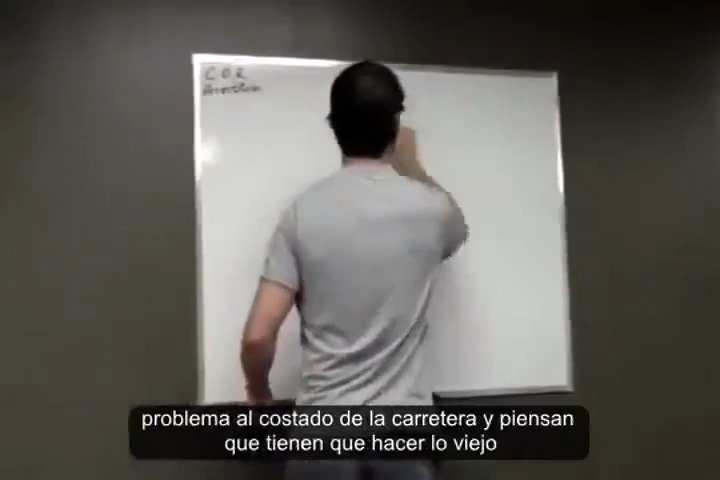 C.O.R
problema al costado de la carretera y piensan
que tienen que hacer lo viejo